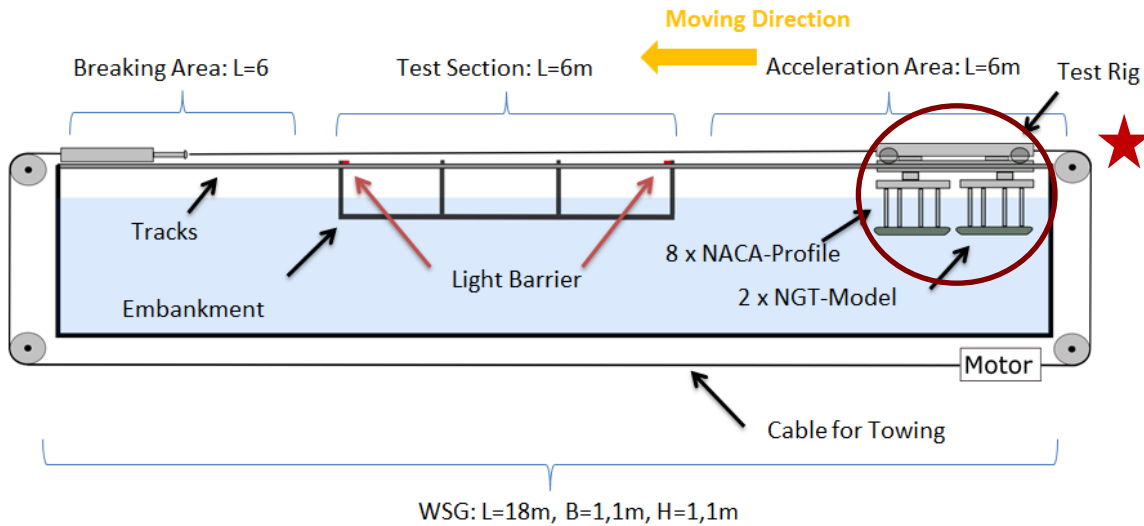 Moving Direction
Breaking Area: L=6
Test Section: L=6m
Acceleration Area: L=6m
Test Rig
Tracks
Embankment
Light Barrier
8 x NACA-Profile
2 x NGT-Model
Motor
Cable for Towing
WSG: L=18m, B=1,1m, H=1,1m